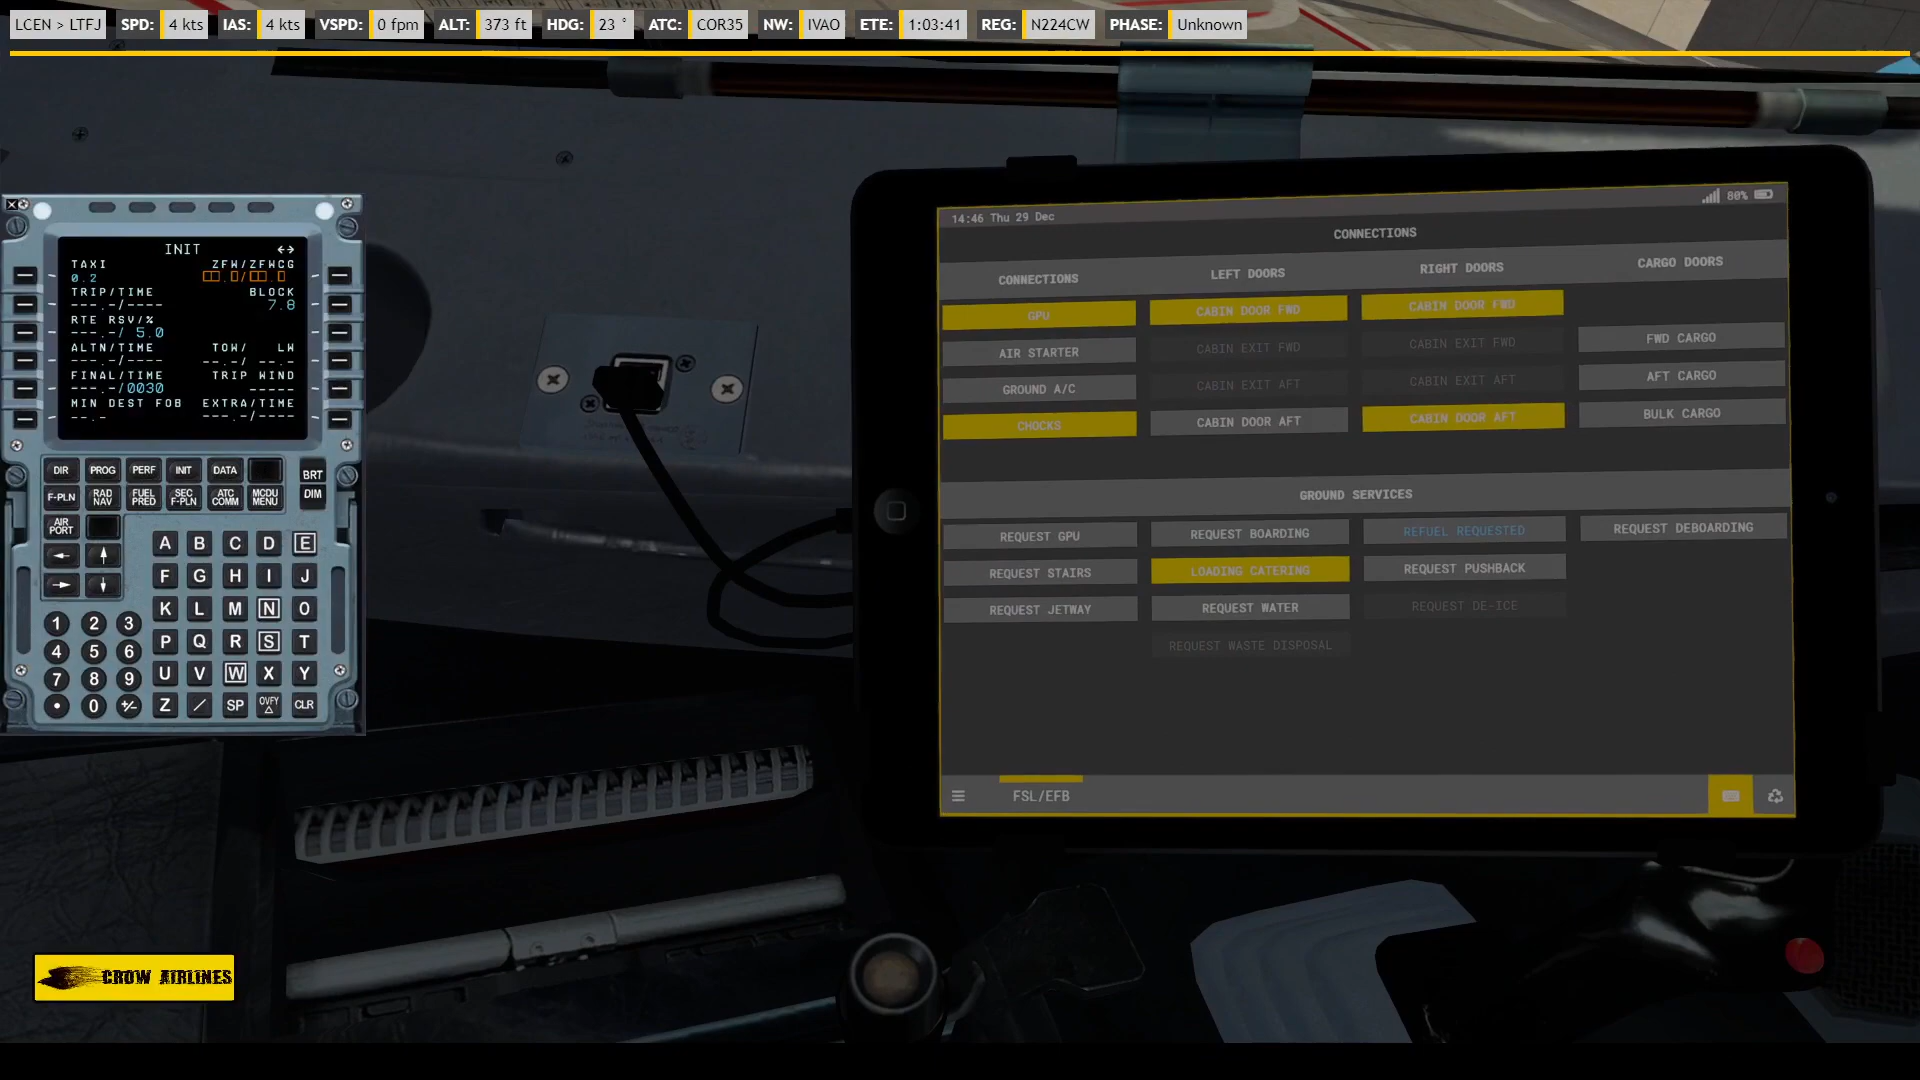 LCEN > LTFJ SPD: 4 kts IAS: 4 kts VSPD: 0 fpm ALT: 373 ft HDG: 23 ° ATC: COR35 NW: IVAO ETE: 1:03:41 REG: N224CW PHASE: Unknown
INIT ←→
TAXI ZFW/ZFWCG
0.2 □□.□/□□.□
TRIP/TIME BLOCK
---.-/---- 7.8
RTE RSV/%
---.-/ 5.0
ALTN/TIME TOW/ LW
---.-/---- --.-/ --.-
FINAL/TIME TRIP WIND
---.-/0030 -----
MIN DEST FOB EXTRA/TIME
--.- ---.-/----
DIR PROG PERF INIT DATA
BRT
F-PLN RAD NAV FUEL PRED SEC F-PLN ATC COMM MCDU MENU
DIM
AIR PORT
← ↑
→ ↓
A B C D E
F G H I J
K L M N O
P Q R S T
U V W X Y
Z / SP OVFY △ CLR
1 2 3
4 5 6
7 8 9
• 0 +/-
14:46 Thu 29 Dec 80%
CONNECTIONS
CONNECTIONS LEFT DOORS RIGHT DOORS CARGO DOORS
GPU CABIN DOOR FWD CABIN DOOR FWD
AIR STARTER CABIN EXIT FWD CABIN EXIT FWD FWD CARGO
GROUND A/C CABIN EXIT AFT CABIN EXIT AFT AFT CARGO
CHOCKS CABIN DOOR AFT CABIN DOOR AFT BULK CARGO
GROUND SERVICES
REQUEST GPU REQUEST BOARDING REFUEL REQUESTED REQUEST DEBOARDING
REQUEST STAIRS LOADING CATERING REQUEST PUSHBACK
REQUEST JETWAY REQUEST WATER REQUEST DE-ICE
REQUEST WASTE DISPOSAL
FSL/EFB
CROW AIRLINES